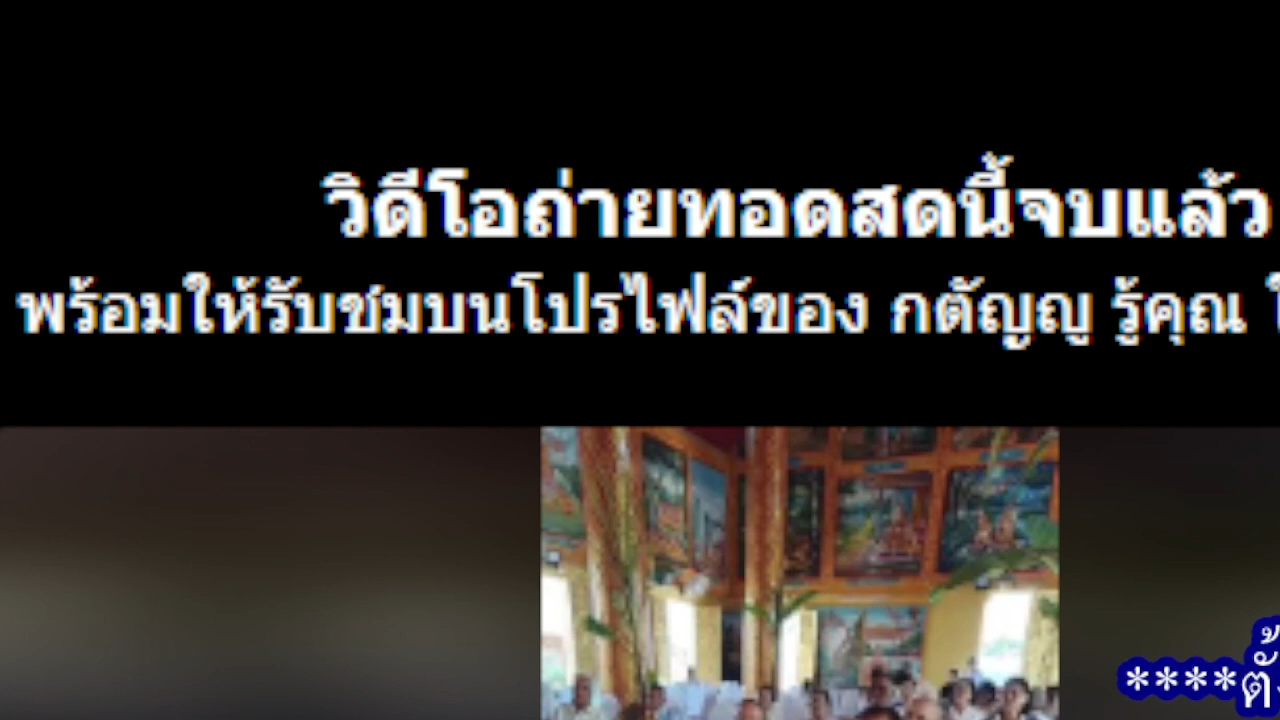 วิดีโอถ่ายทอดสดนี้จบแล้ว
พร้อมให้รับชมบนโปรไฟล์ของ กตัญญู รู้คุณ
****ตั้